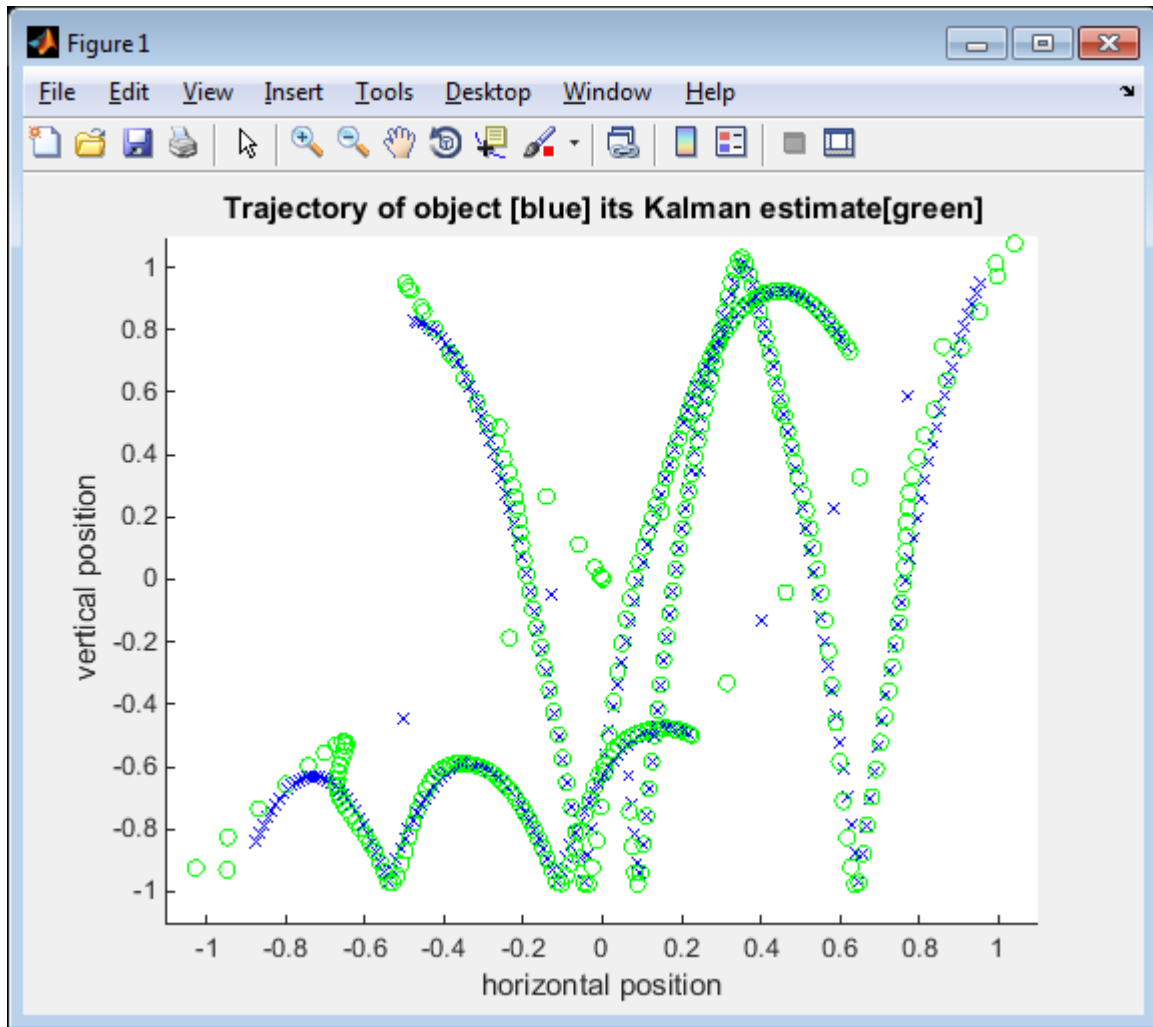 Figure 1
File Edit View Insert Tools Desktop Window Help
Trajectory of object [blue] its Kalman estimate[green]
vertical position
1
0.8
0.6
0.4
0.2
0
-0.2
-0.4
-0.6
-0.8
-1
-1 -0.8 -0.6 -0.4 -0.2 0 0.2 0.4 0.6 0.8 1
horizontal position